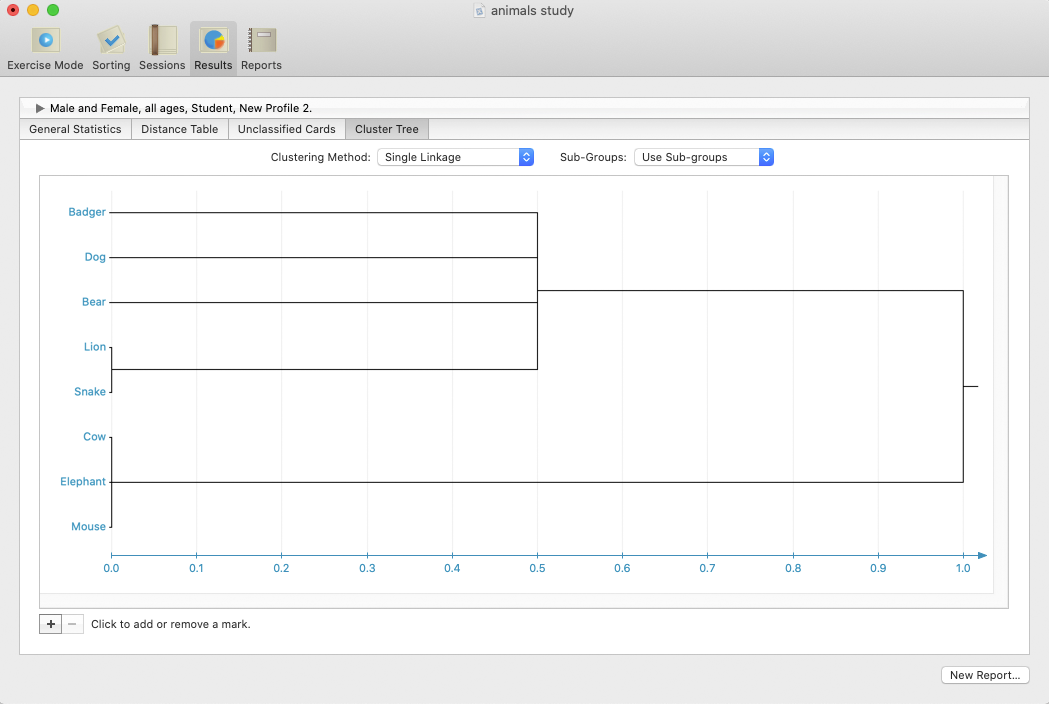 animals study
Exercise Mode Sorting Sessions Results Reports
Male and Female, all ages, Student, New Profile 2.
General Statistics Distance Table Unclassified Cards Cluster Tree
Clustering Method: Single Linkage Sub-Groups: Use Sub-groups
Badger
Dog
Bear
Lion
Snake
Cow
Elephant
Mouse
0.0 0.1 0.2 0.3 0.4 0.5 0.6 0.7 0.8 0.9 1.0
+ − Click to add or remove a mark.
New Report...